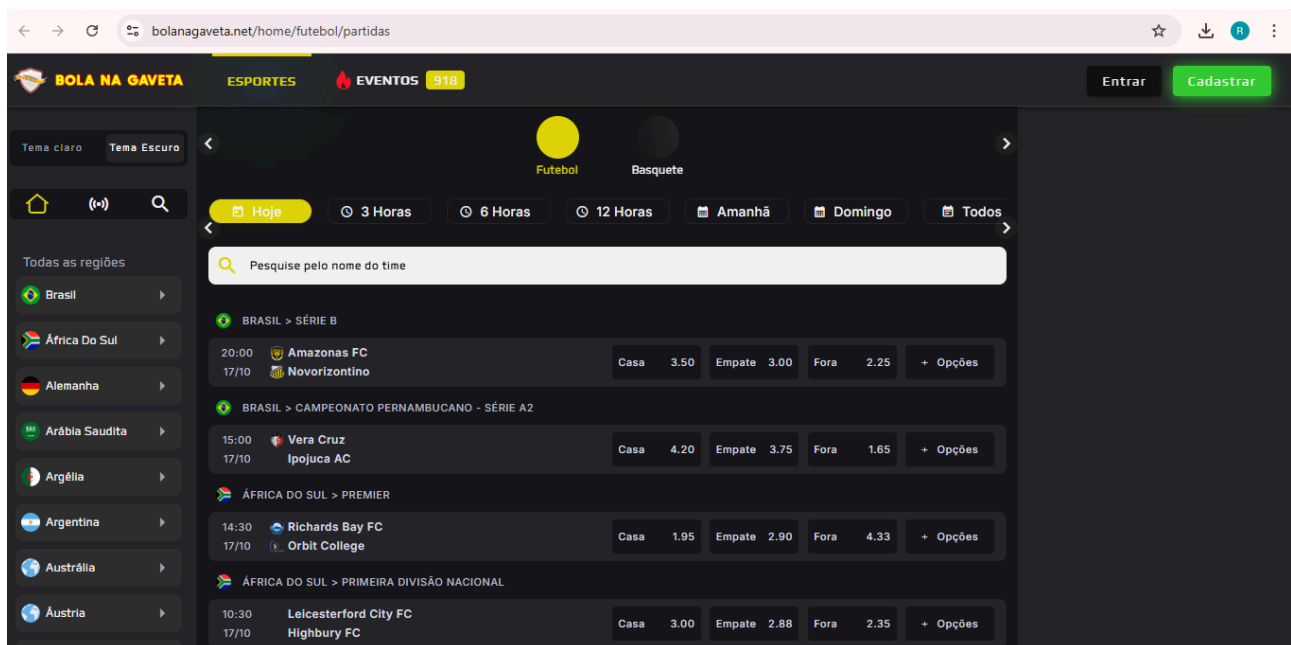 bolanagaveta.net/home/futebol/partidas
R
BOLA NA GAVETA
ESPORTES
EVENTOS 918
Entrar
Cadastrar
Tema claro
Tema Escuro
Futebol
Basquete
Hoje
3 Horas
6 Horas
12 Horas
Amanhã
Domingo
Todos
Pesquise pelo nome do time
Todas as regiões
Brasil
África Do Sul
Alemanha
Arábia Saudita
Argélia
Argentina
Austrália
Áustria
BRASIL > SÉRIE B
20:00 Amazonas FC
17/10 Novorizontino
Casa 3.50 Empate 3.00 Fora 2.25 + Opções
BRASIL > CAMPEONATO PERNAMBUCANO - SÉRIE A2
15:00 Vera Cruz
17/10 Ipojuca AC
Casa 4.20 Empate 3.75 Fora 1.65 + Opções
ÁFRICA DO SUL > PREMIER
14:30 Richards Bay FC
17/10 Orbit College
Casa 1.95 Empate 2.90 Fora 4.33 + Opções
ÁFRICA DO SUL > PRIMEIRA DIVISÃO NACIONAL
10:30 Leicesterford City FC
17/10 Highbury FC
Casa 3.00 Empate 2.88 Fora 2.35 + Opções